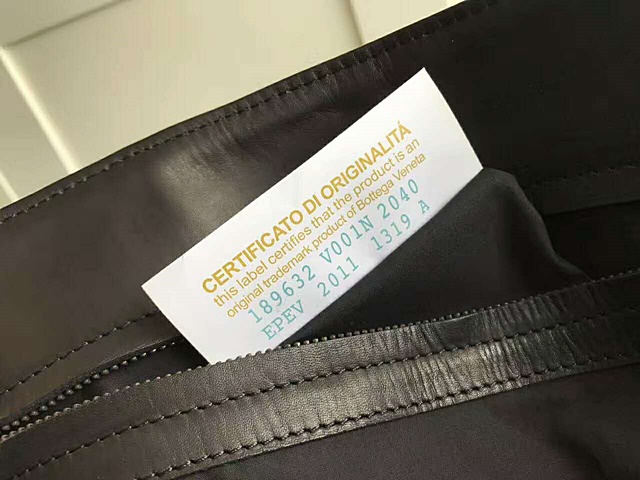 CERTIFICATO DI ORIGINALITÁ
this label certifies that the product is an
original trademark product of Bottega Veneta
189632 V001N 2040
EPEV 2011 1319 A